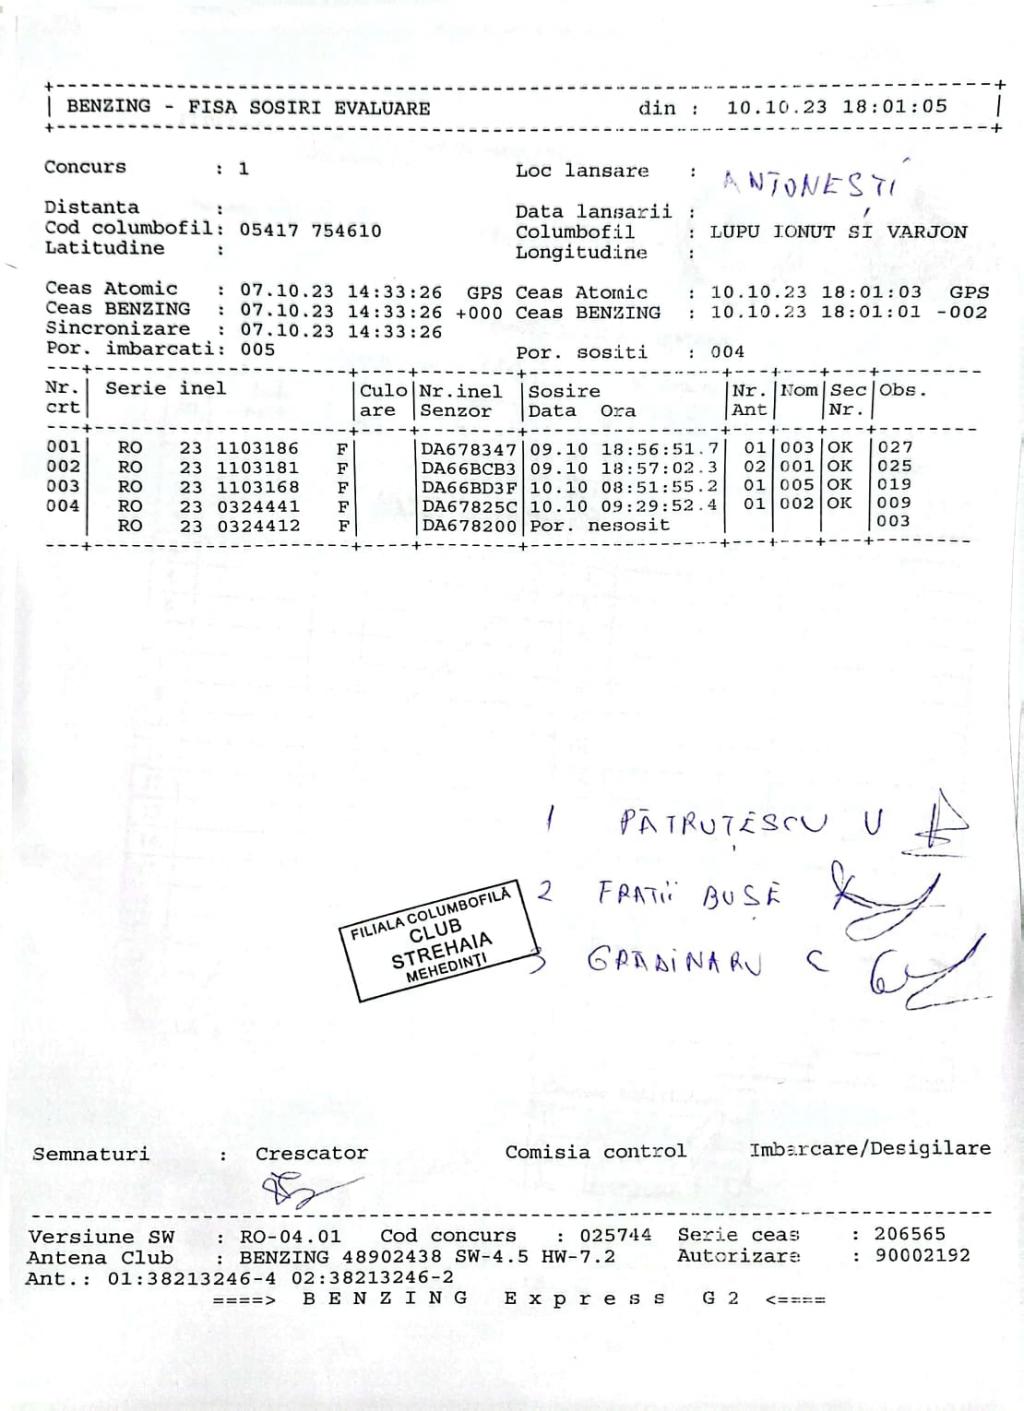 BENZING - FISA SOSIRI EVALUARE din : 10.10.23 18:01:05
Concurs : 1 Loc lansare : ANTONESTI
Distanta : Data lansarii :
Cod columbofil: 05417 754610 Columbofil : LUPU IONUT SI VARJON
Latitudine : Longitudine :
Ceas Atomic : 07.10.23 14:33:26 GPS Ceas Atomic : 10.10.23 18:01:03 GPS
Ceas BENZING : 07.10.23 14:33:26 +000 Ceas BENZING : 10.10.23 18:01:01 -002
Sincronizare : 07.10.23 14:33:26
Por. imbarcati: 005 Por. sositi : 004
Nr. Serie inel Culo Nr.inel Sosire Nr. Nom Sec Obs.
crt are Senzor Data Ora Ant Nr.
001 RO 23 1103186 F DA678347 09.10 18:56:51.7 01 003 OK 027
002 RO 23 1103181 F DA66BCB3 09.10 18:57:02.3 02 001 OK 025
003 RO 23 1103168 F DA66BD3F 10.10 08:51:55.2 01 005 OK 019
004 RO 23 0324441 F DA67825C 10.10 09:29:52.4 01 002 OK 009
RO 23 0324412 F DA678200 Por. nesosit 003
1 PĂTRUȚESCU U
2 FRATII BUSE
3 GRĂDINARU C
FILIALA COLUMBOFILĂ
CLUB
STREHAIA
MEHEDINȚI
Semnaturi : Crescator Comisia control Imbarcare/Desigilare
Versiune SW : RO-04.01 Cod concurs : 025744 Serie ceas : 206565
Antena Club : BENZING 48902438 SW-4.5 HW-7.2 Autorizare : 90002192
Ant.: 01:38213246-4 02:38213246-2
====> B E N Z I N G E x p r e s s G 2 <====